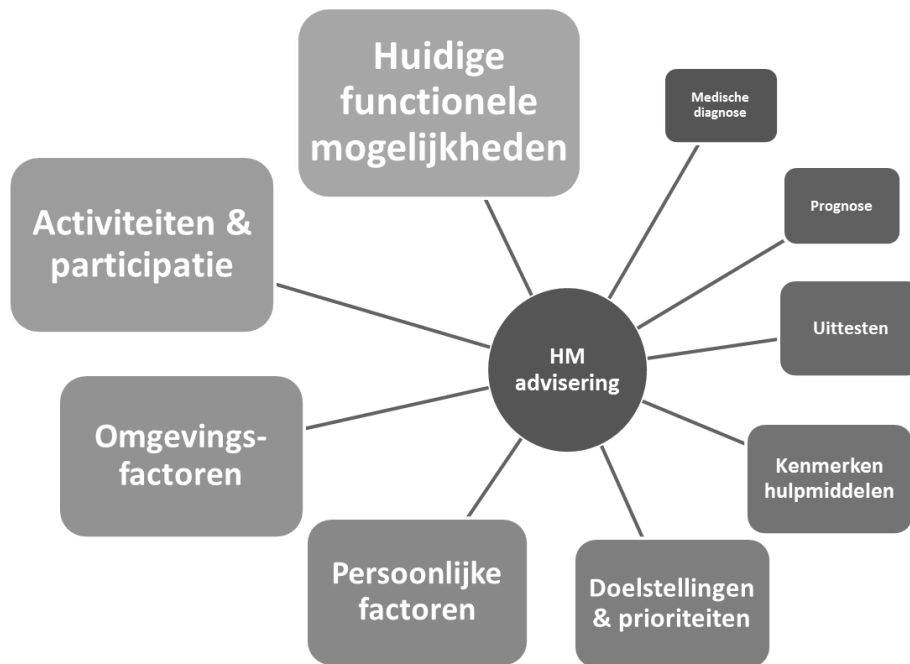 Huidige
functionele
mogelijkheden
Medische
diagnose
Prognose
Uittesten
Kenmerken
hulpmiddelen
Doelstellingen
& prioriteiten
Persoonlijke
factoren
Omgevings-
factoren
Activiteiten &
participatie
HM
advisering